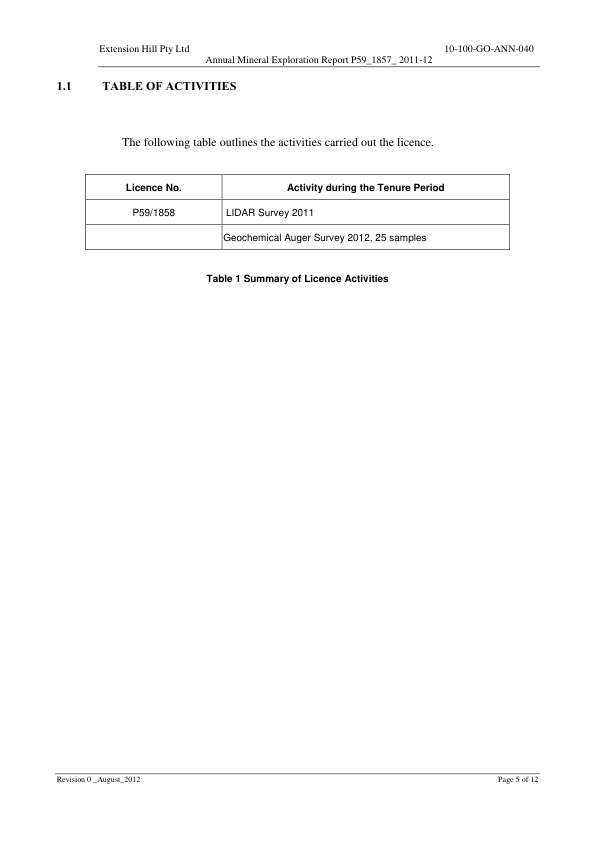 Extension Hill Pty Ltd 10-100-GO-ANN-040
Annual Mineral Exploration Report P59_1857_ 2011-12
1.1 TABLE OF ACTIVITIES
The following table outlines the activities carried out the licence.
Licence No. Activity during the Tenure Period
P59/1858 LIDAR Survey 2011
Geochemical Auger Survey 2012, 25 samples
Table 1 Summary of Licence Activities
Revision 0 _August_2012 Page 5 of 12